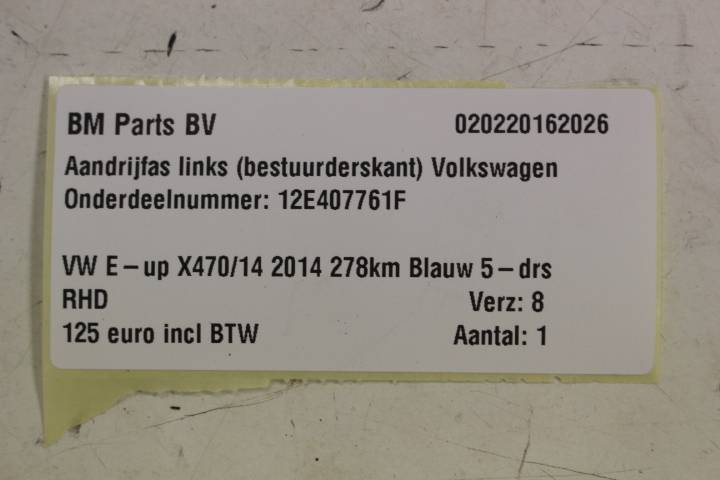 BM Parts BV 020220162026
Aandrijfas links (bestuurderskant) Volkswagen
Onderdeelnummer: 12E407761F
VW E-up X470/14 2014 278km Blauw 5-drs
RHD Verz: 8
125 euro incl BTW Aantal: 1